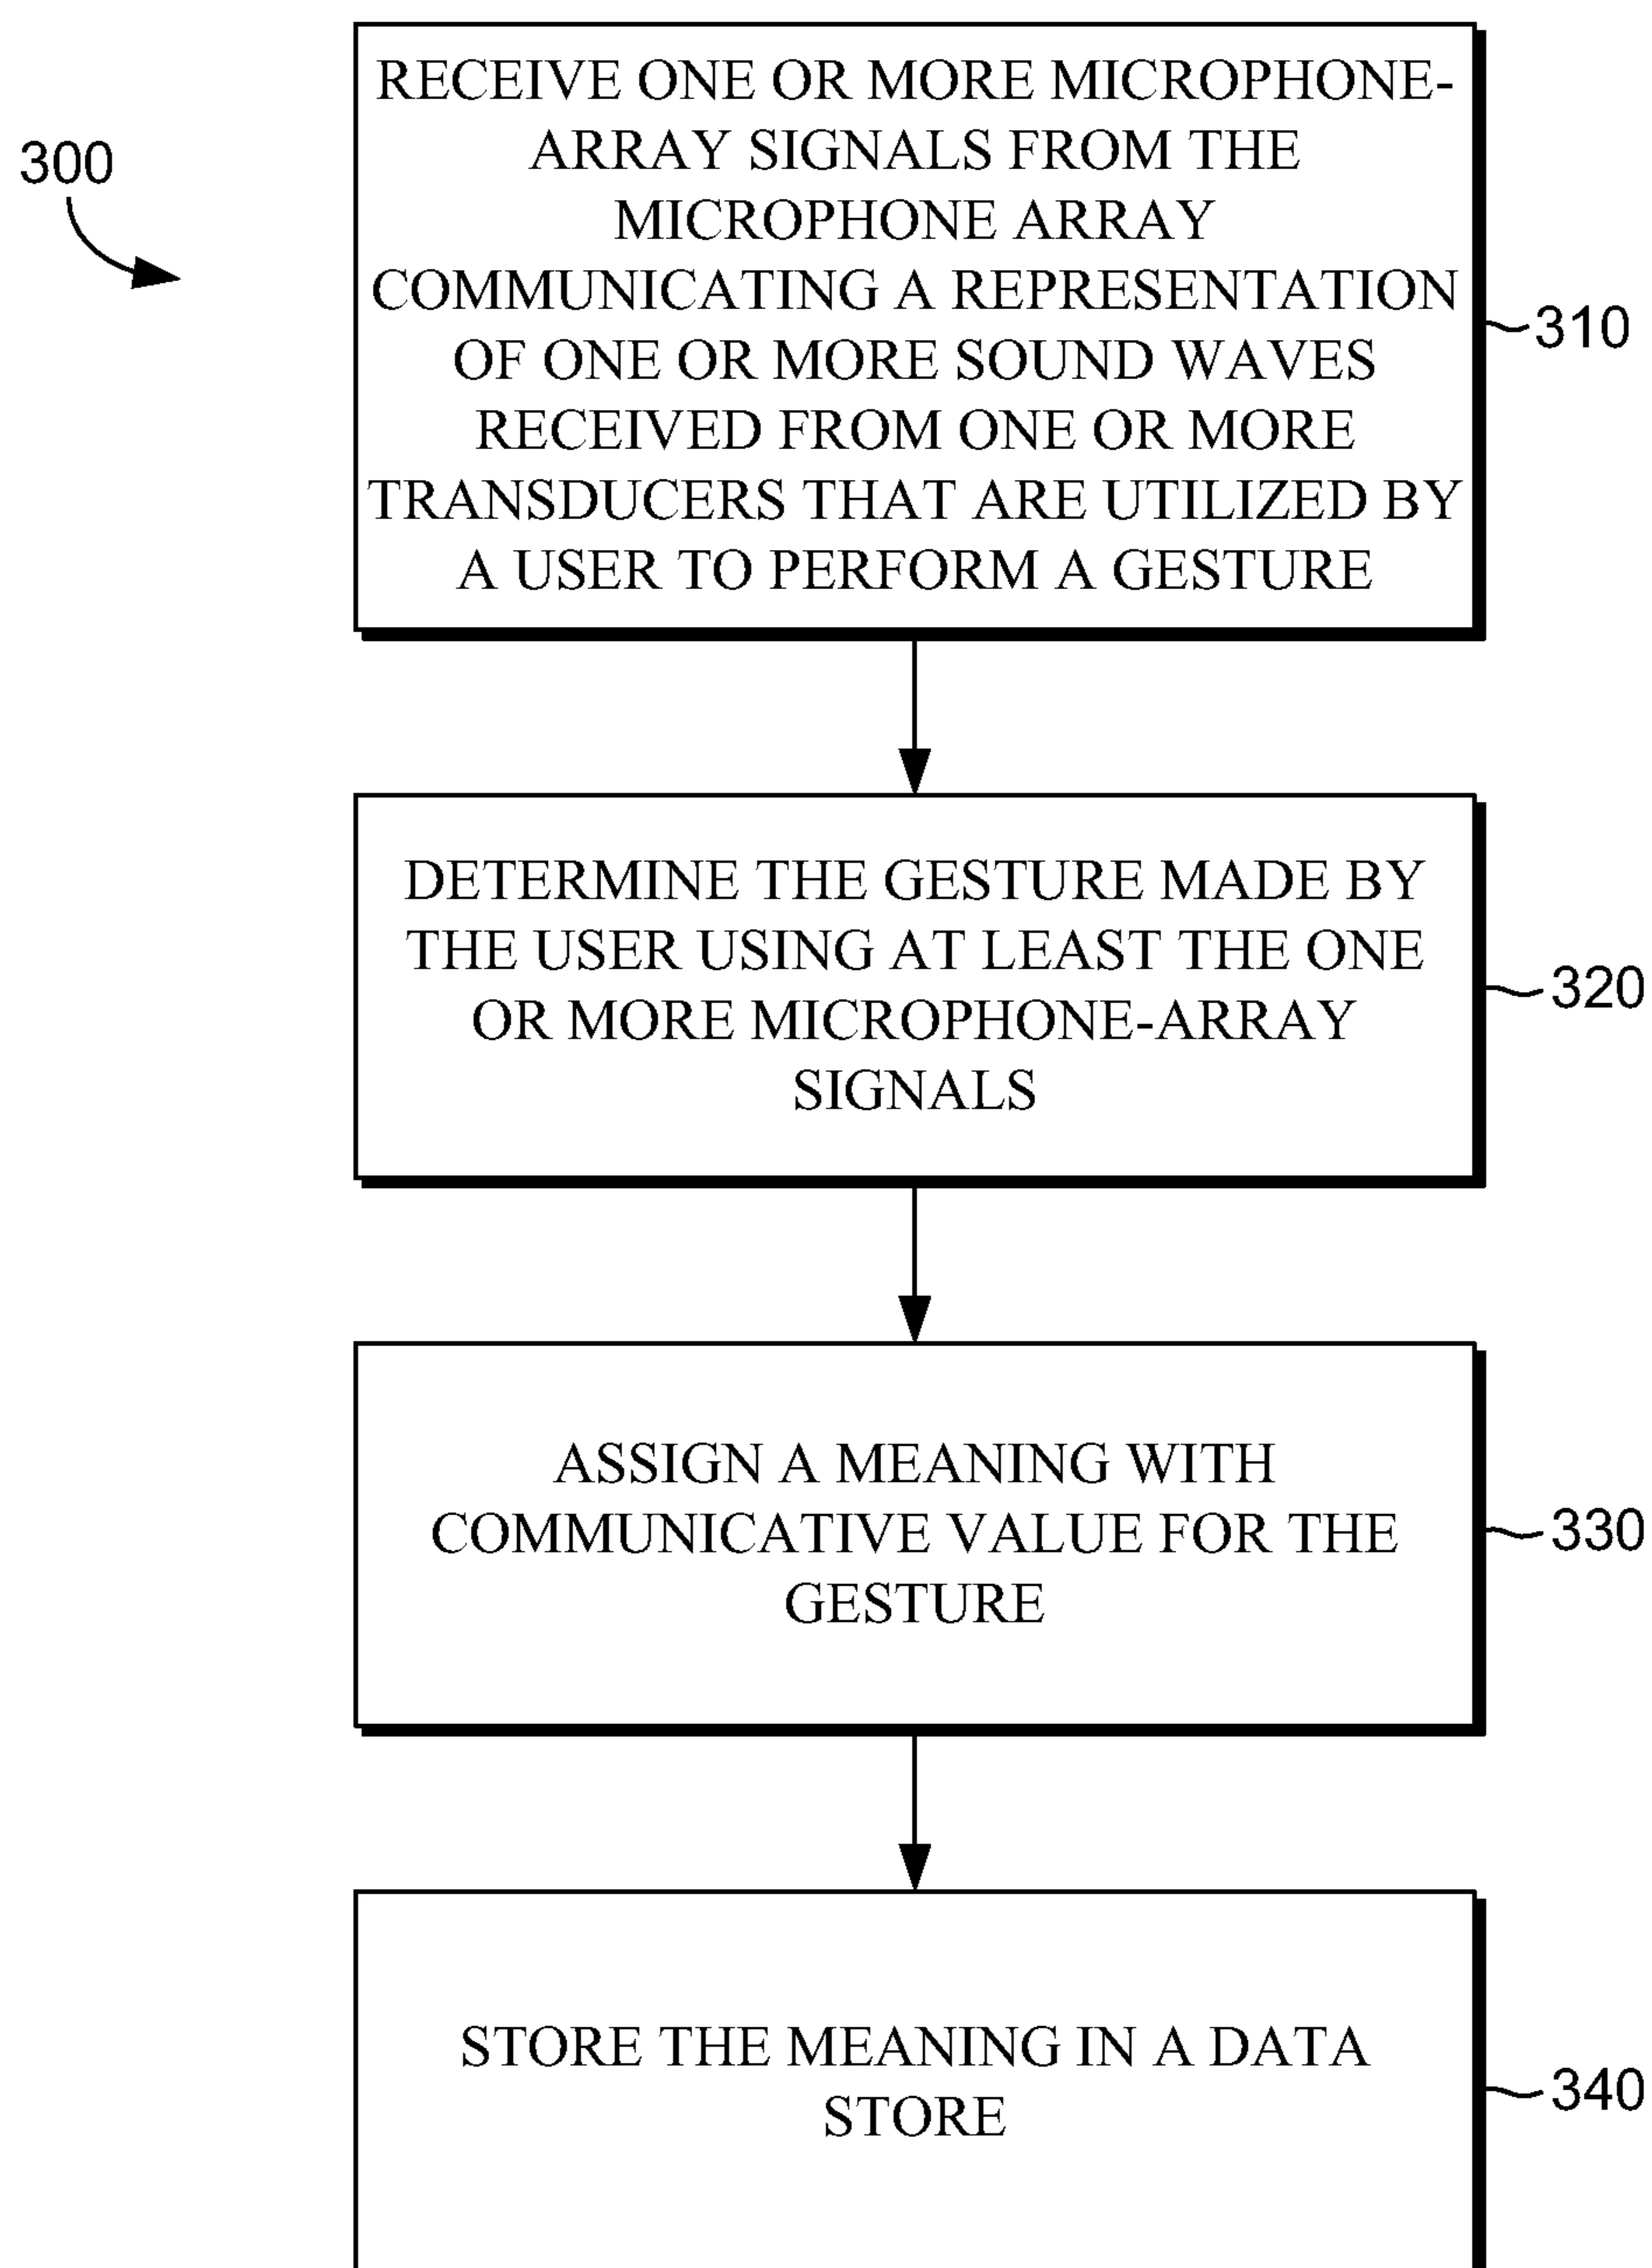 300
RECEIVE ONE OR MORE MICROPHONE-
ARRAY SIGNALS FROM THE
MICROPHONE ARRAY
COMMUNICATING A REPRESENTATION
OF ONE OR MORE SOUND WAVES
RECEIVED FROM ONE OR MORE
TRANSDUCERS THAT ARE UTILIZED BY
A USER TO PERFORM A GESTURE
310
DETERMINE THE GESTURE MADE BY
THE USER USING AT LEAST THE ONE
OR MORE MICROPHONE-ARRAY
SIGNALS
320
ASSIGN A MEANING WITH
COMMUNICATIVE VALUE FOR THE
GESTURE
330
STORE THE MEANING IN A DATA
STORE
340